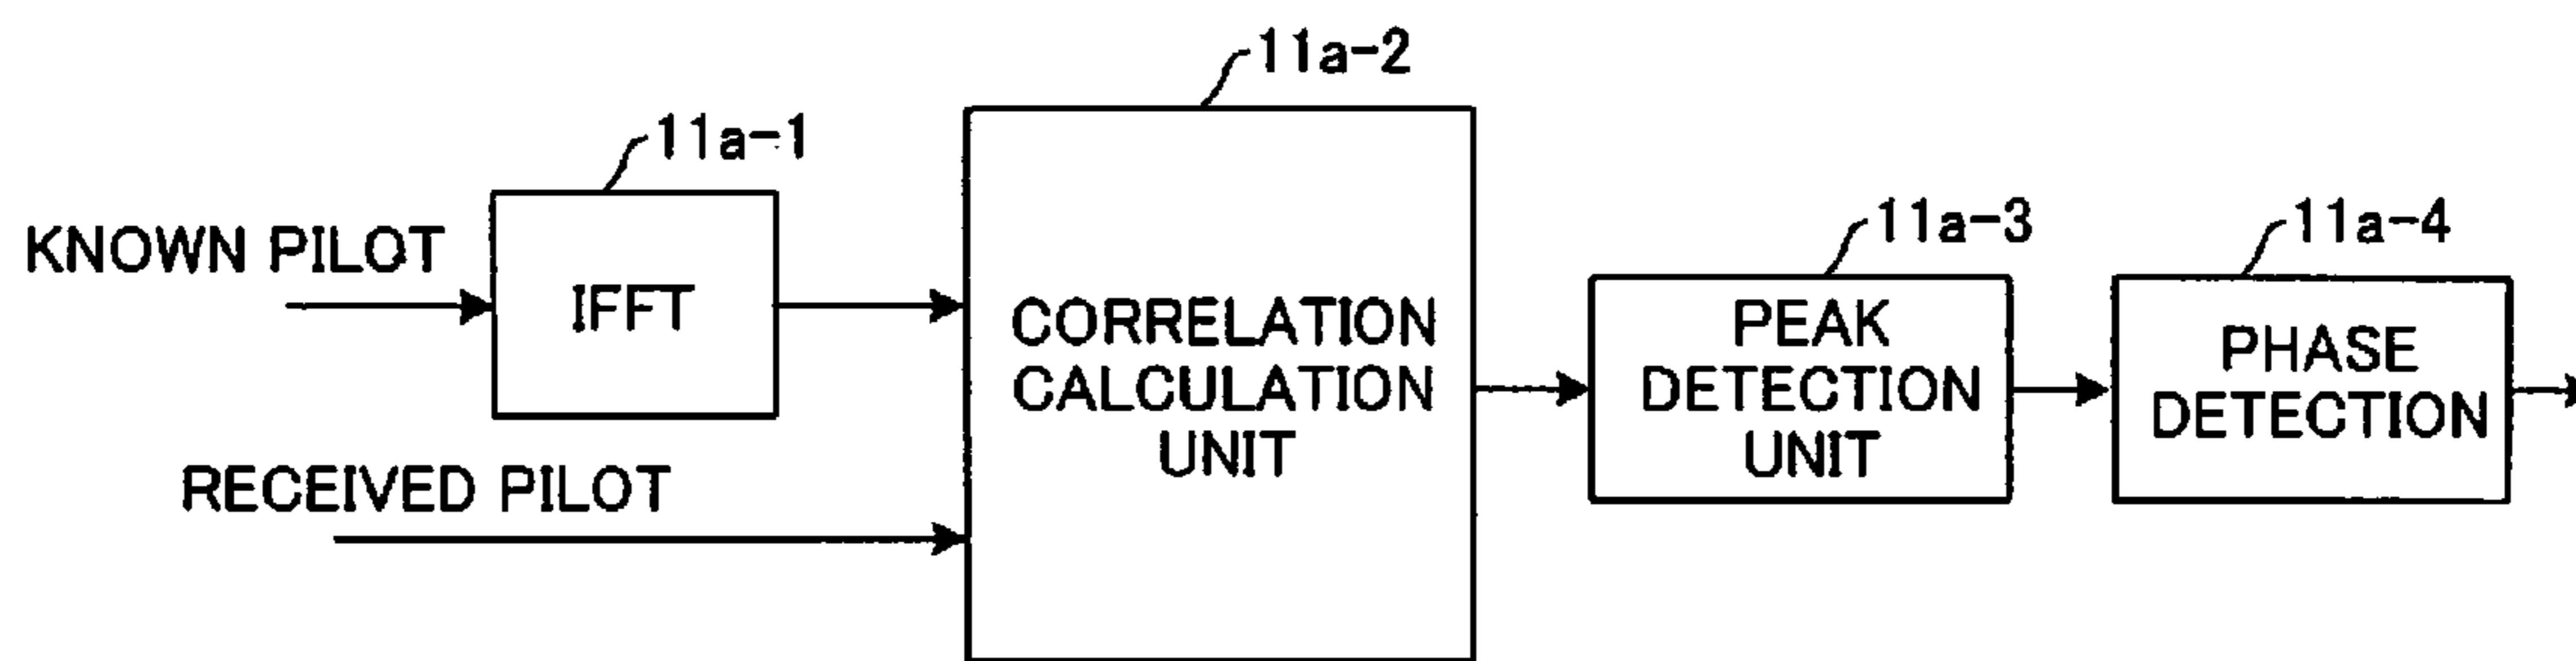 11a-2
11a-1
11a-3
11a-4
KNOWN PILOT
IFFT
CORRELATION
CALCULATION
UNIT
PEAK
DETECTION
UNIT
PHASE
DETECTION
RECEIVED PILOT